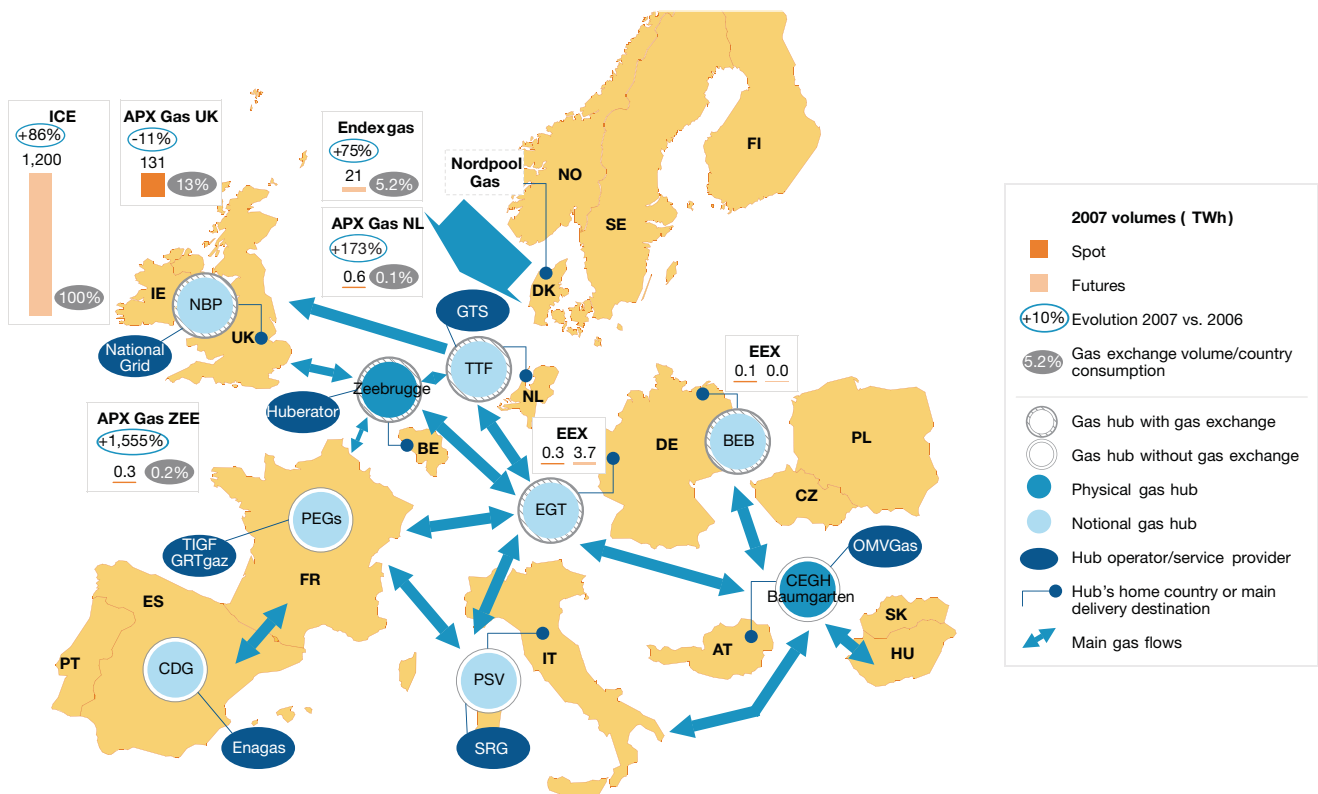 ICE
+86%
1,200
100%
APX Gas UK
-11%
131
13%
Endexgas
+75%
21
5.2%
APX Gas NL
+173%
0.6
0.1%
Nordpool
Gas
NO
SE
FI
DK
IE
NBP
UK
National
Grid
GTS
TTF
Zeebrugge
Huberator
NL
BE
APX Gas ZEE
+1,555%
0.3
0.2%
EEX
0.1 0.0
EEX
0.3 3.7
DE
BEB
PL
CZ
EGT
PEGs
TIGF
GRTgaz
FR
OMVGas
CEGH
Baumgarten
SK
HU
AT
ES
PT
CDG
Enagas
IT
PSV
SRG
2007 volumes ( TWh)
Spot
Futures
+10% Evolution 2007 vs. 2006
5.2% Gas exchange volume/country
consumption
Gas hub with gas exchange
Gas hub without gas exchange
Physical gas hub
Notional gas hub
Hub operator/service provider
Hub's home country or main
delivery destination
Main gas flows